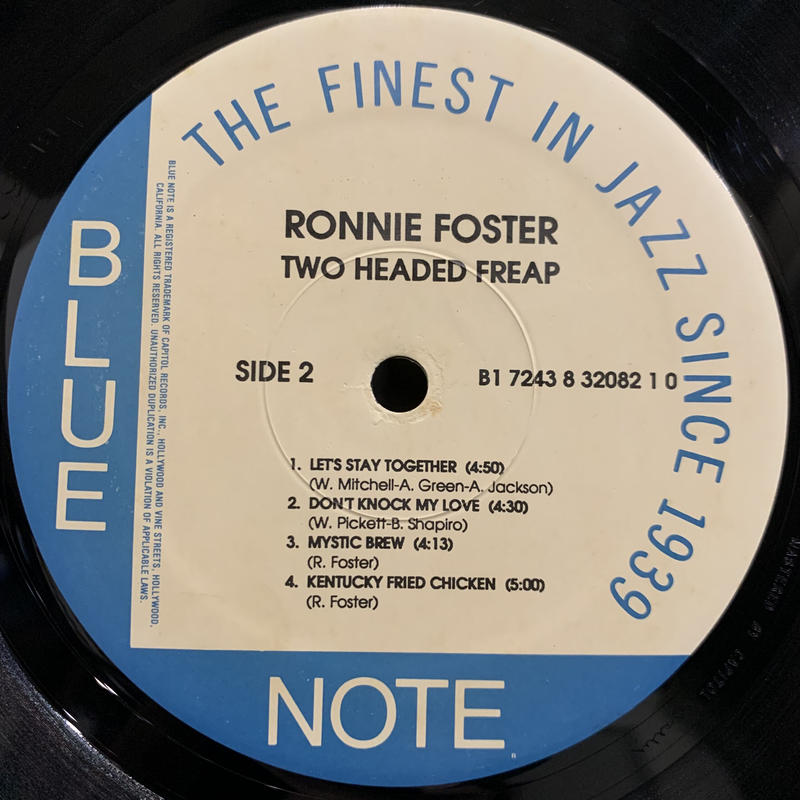 THE FINEST IN JAZZ SINCE 1939
BLUE
BLUE NOTE IS A REGISTERED TRADEMARK OF CAPITOL RECORDS, INC., HOLLYWOOD AND VINE STREETS, HOLLYWOOD,
CALIFORNIA. ALL RIGHTS RESERVED. UNAUTHORIZED DUPLICATION IS A VIOLATION OF APPLICABLE LAWS.
RONNIE FOSTER
TWO HEADED FREAP
SIDE 2
B1 7243 8 32082 1 0
1. LET'S STAY TOGETHER (4:50)
(W. Mitchell-A. Green-A. Jackson)
2. DON'T KNOCK MY LOVE (4:30)
(W. Pickett-B. Shapiro)
3. MYSTIC BREW (4:13)
(R. Foster)
4. KENTUCKY FRIED CHICKEN (5:00)
(R. Foster)
NOTE
MASTERED BY CAPITOL